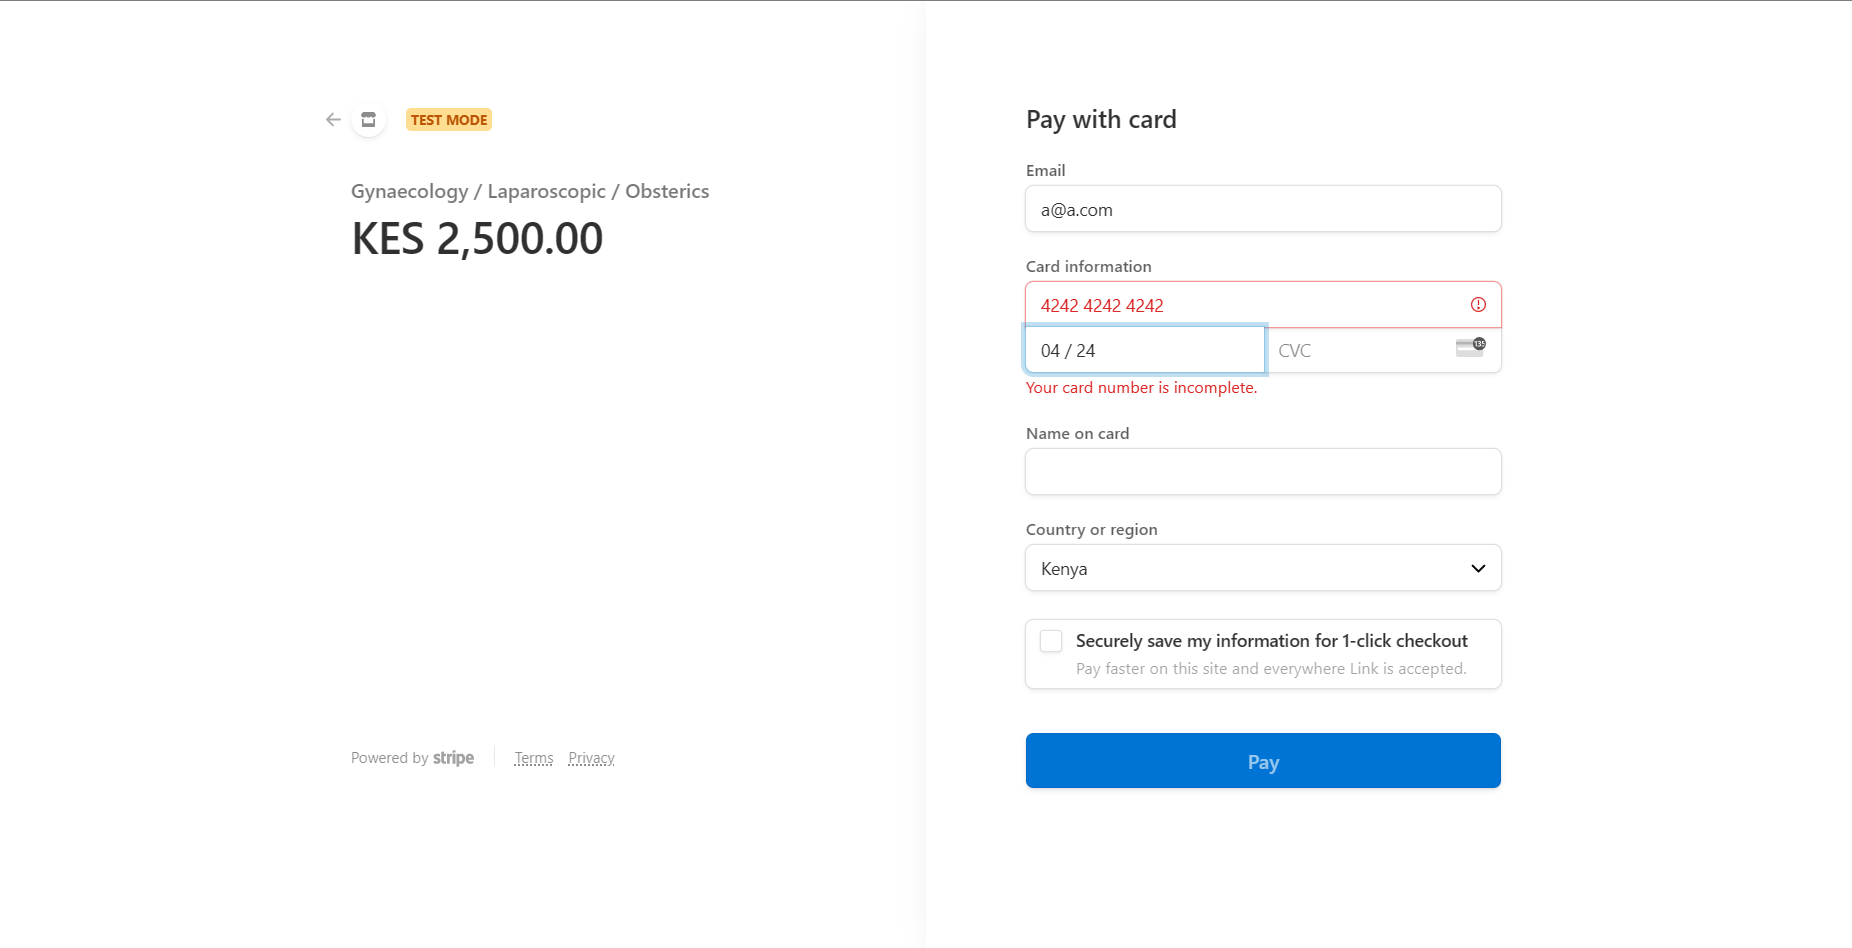 TEST MODE
Gynaecology / Laparoscopic / Obsterics
KES 2,500.00
Powered by stripe
Terms Privacy
Pay with card
Email
a@a.com
Card information
4242 4242 4242
04 / 24
CVC
135
Your card number is incomplete.
Name on card
Country or region
Kenya
Securely save my information for 1-click checkout
Pay faster on this site and everywhere Link is accepted.
Pay